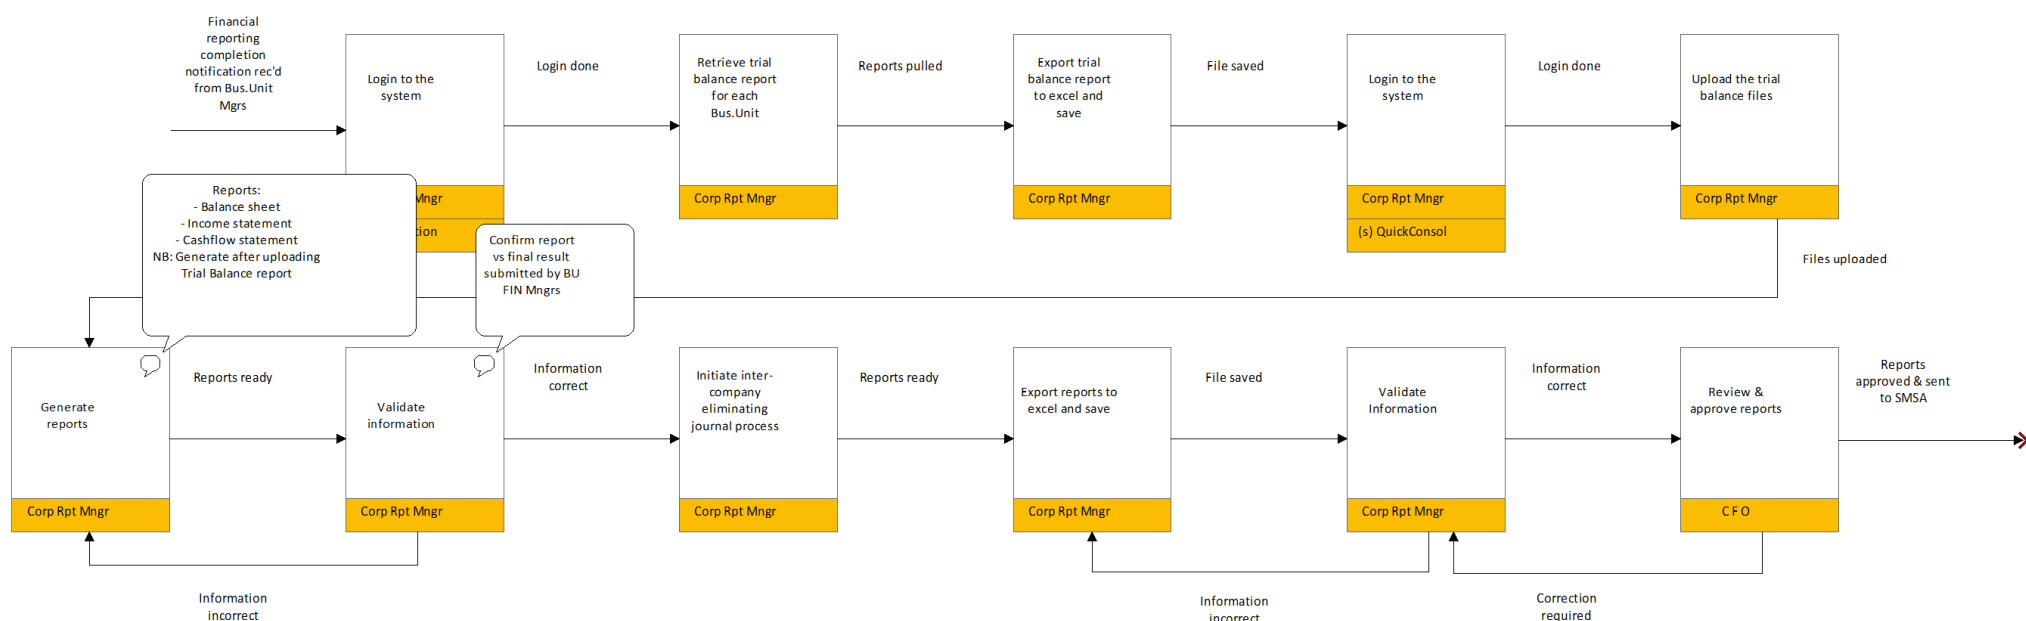 Financial
reporting
completion
notification rec'd
from Bus.Unit
Mgrs
Login to the
system
Mngr
Login done
Retrieve trial
balance report
for each
Bus.Unit
Corp Rpt Mngr
Reports pulled
Export trial
balance report
to excel and
save
Corp Rpt Mngr
File saved
Login to the
system
Corp Rpt Mngr
(s) QuickConsol
Login done
Upload the trial
balance files
Corp Rpt Mngr
Files uploaded
Reports:
- Balance sheet
- Income statement
- Cashflow statement
NB: Generate after uploading
Trial Balance report
Confirm report
vs final result
submitted by BU
FIN Mngrs
Generate
reports
Corp Rpt Mngr
Reports ready
Validate
information
Corp Rpt Mngr
Information
incorrect
Information
correct
Initiate inter-
company
eliminating
journal process
Corp Rpt Mngr
Reports ready
Export reports to
excel and save
Corp Rpt Mngr
File saved
Validate
Information
Corp Rpt Mngr
Information
incorrect
Information
correct
Review &
approve reports
C F O
Correction
required
Reports
approved & sent
to SMSA